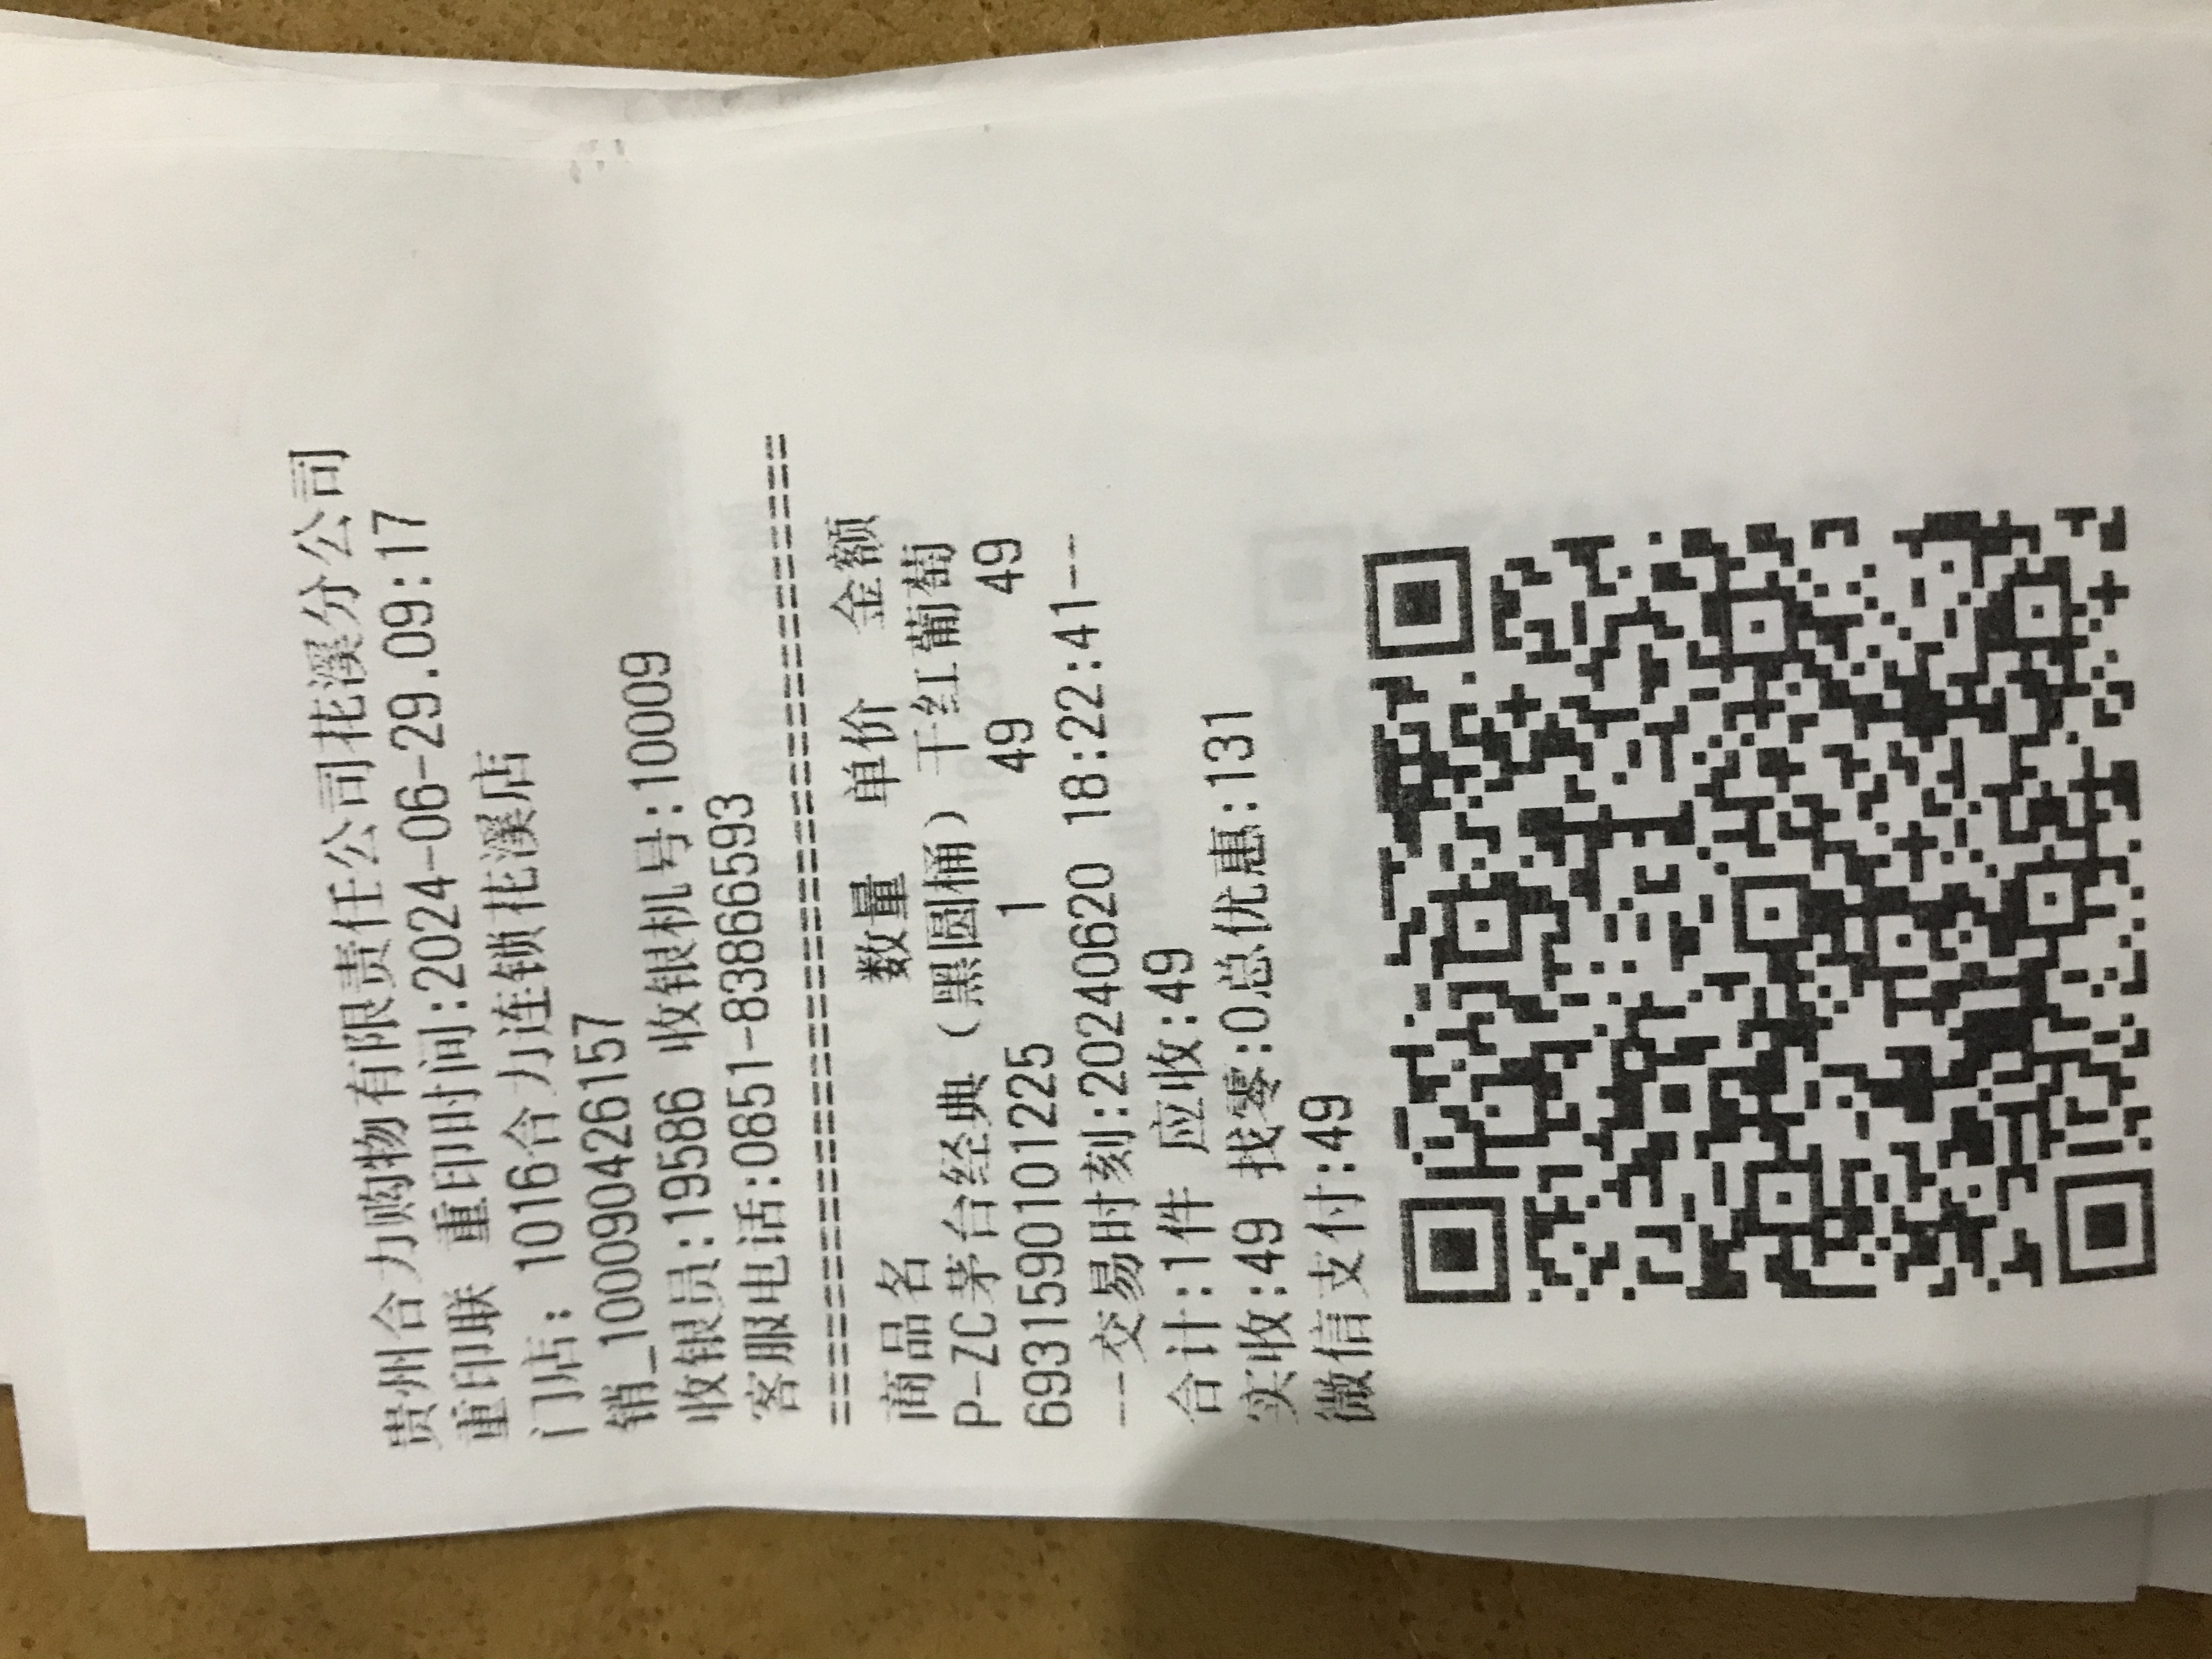 贵州合力购物有限责任公司花溪分公司
重印联 重印时间:2024-06-29.09:17
门店: 1016合力连锁花溪店
销_100090426157
收银员:19586 收银机号:10009
客服电话:0851-83866593
================================
商品名 数量 单价 金额
P-ZC茅台经典(黑圆桶)干红葡萄
6931590101225 1 49 49
--交易时刻:20240620 18:22:41--
合计:1件 应收:49
实收:49 找零:0总优惠:131
微信支付:49